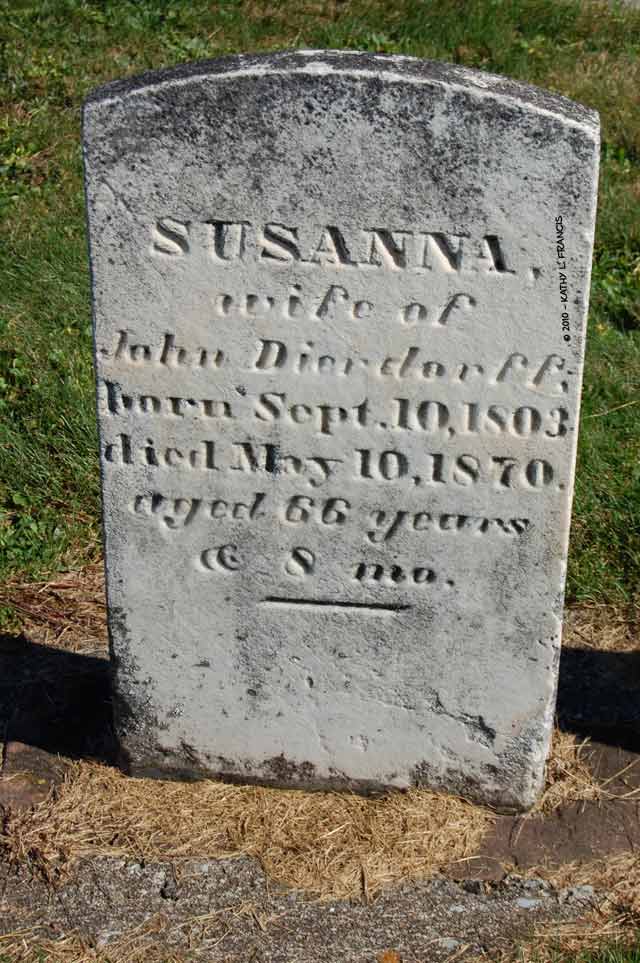 SUSANNA,
wife of
John Dierdorff,
born Sept. 10, 1803
died May 10, 1870.
aged 66 years
& 8 mo.
© 2010 - KATHY L. FRANCIS